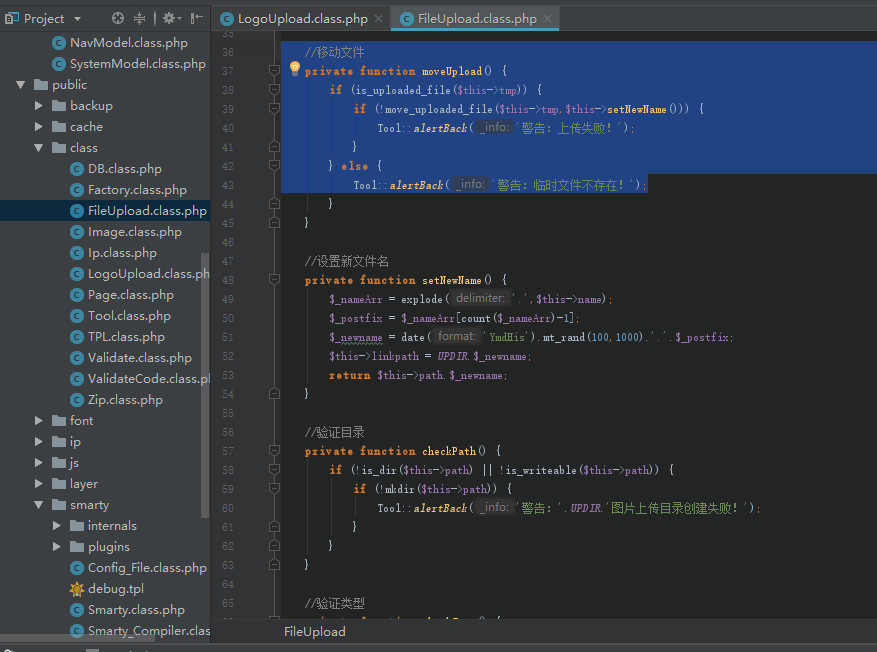 Project
LogoUpload.class.php
FileUpload.class.php
NavModel.class.php
SystemModel.class.php
public
backup
cache
class
DB.class.php
Factory.class.php
FileUpload.class.php
Image.class.php
Ip.class.php
LogoUpload.class.ph
Page.class.php
Tool.class.php
TPL.class.php
Validate.class.php
ValidateCode.class.pl
Zip.class.php
font
ip
js
layer
smarty
internals
plugins
Config_File.class.php
debug.tpl
Smarty.class.php
Smarty_Compiler.clas
35
36 //移动文件
37 private function moveUpload() {
38 if (is_uploaded_file($this->tmp)) {
39 if (!move_uploaded_file($this->tmp,$this->setNewName())) {
40 Tool::alertBack( _info: '警告：上传失败！');
41 }
42 } else {
43 Tool::alertBack( _info: '警告：临时文件不存在！');
44 }
45 }
46
47 //设置新文件名
48 private function setNewName() {
49 $_nameArr = explode( delimiter: '.',$this->name);
50 $_postfix = $_nameArr[count($_nameArr)-1];
51 $_newname = date( format: 'YmdHis').mt_rand(100,1000).'.'.$_postfix;
52 $this->linkpath = UPDIR.$_newname;
53 return $this->path.$_newname;
54 }
55
56 //验证目录
57 private function checkPath() {
58 if (!is_dir($this->path) || !is_writeable($this->path)) {
59 if (!mkdir($this->path)) {
60 Tool::alertBack( _info: '警告：'.UPDIR.'图片上传目录创建失败！');
61 }
62 }
63 }
64
65 //验证类型
FileUpload